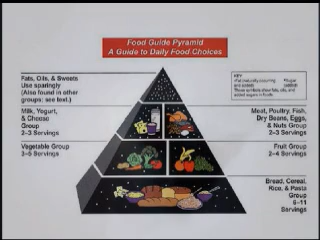 Food Guide Pyramid
A Guide to Daily Food Choices
Fats, Oils, & Sweets
Use sparingly
(Also found in other
groups; see text.)
KEY
Milk, Yogurt,
& Cheese
Group
2–3 Servings
Meat, Poultry, Fish,
Dry Beans, Eggs,
& Nuts Group
2–3 Servings
Vegetable Group
3–5 Servings
Fruit Group
2–4 Servings
Bread, Cereal,
Rice, & Pasta
Group
6–11
Servings